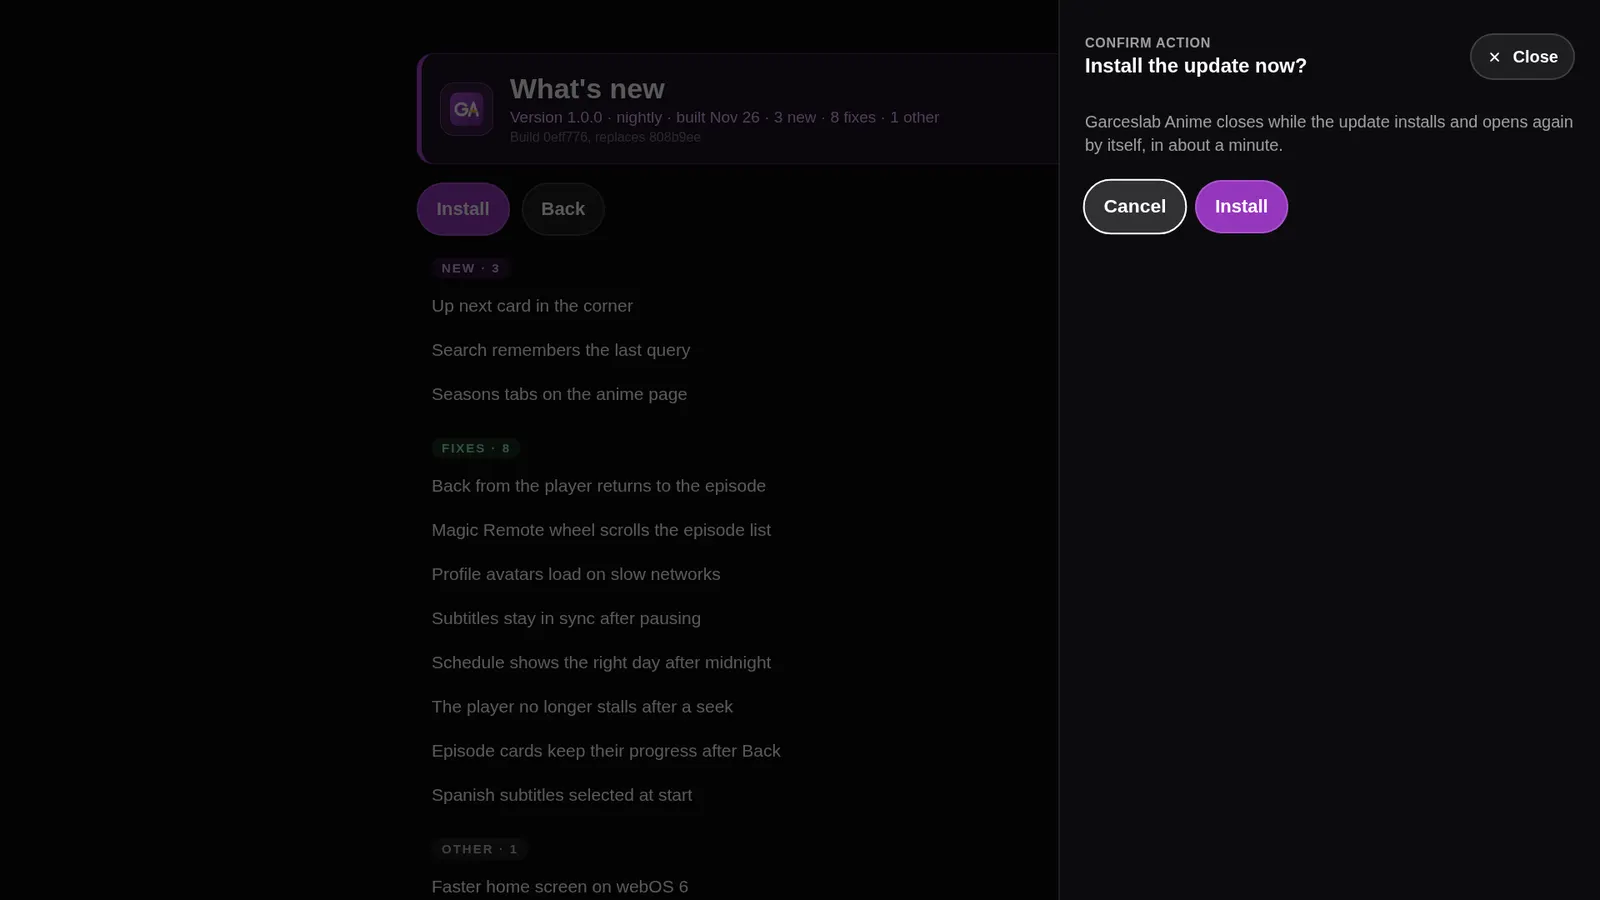 GA
What's new
Version 1.0.0 · nightly · built Nov 26 · 3 new · 8 fixes · 1 other
Build 0eff776, replaces 808b9ee
Install
Back
NEW · 3
Up next card in the corner
Search remembers the last query
Seasons tabs on the anime page
FIXES · 8
Back from the player returns to the episode
Magic Remote wheel scrolls the episode list
Profile avatars load on slow networks
Subtitles stay in sync after pausing
Schedule shows the right day after midnight
The player no longer stalls after a seek
Episode cards keep their progress after Back
Spanish subtitles selected at start
OTHER · 1
Faster home screen on webOS 6
CONFIRM ACTION
Install the update now?
× Close
Garceslab Anime closes while the update installs and opens again
by itself, in about a minute.
Cancel
Install